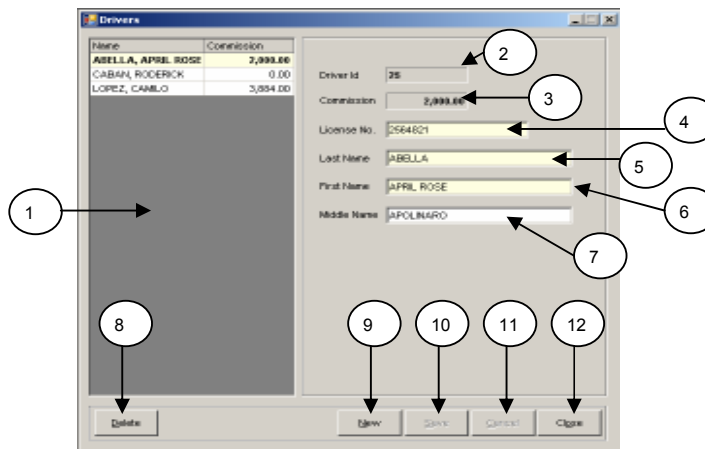 Drivers
Name Commission
ABELLA, APRIL ROSE 2,000.00
CABAN, RODERICK 0.00
LOPEZ, CAMILO 3,884.00
Driver Id 25
Commission 2,000.00
License No. 2564821
Last Name ABELLA
First Name APRIL ROSE
Middle Name APOLINARO
1
2
3
4
5
6
7
8
9
10
11
12
Delete
New
Save
Cancel
Close